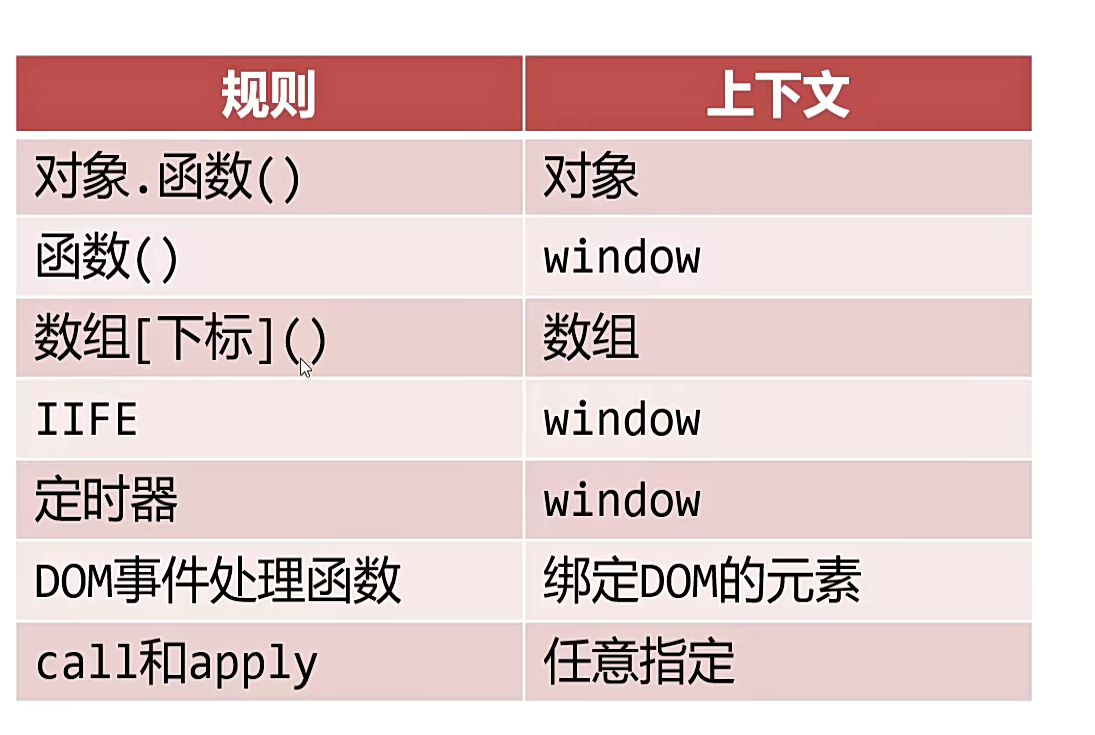 规则 上下文
对象.函数() 对象
函数() window
数组[下标]() 数组
IIFE window
定时器 window
DOM事件处理函数 绑定DOM的元素
call和apply 任意指定